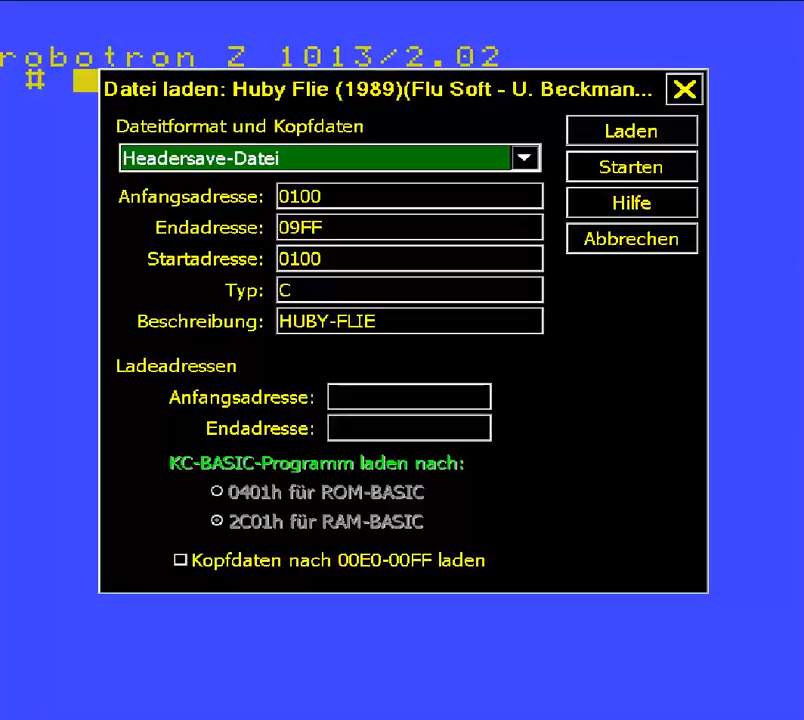 robotron Z 1013/2.02
#
Datei laden: Huby Flie (1989)(Flu Soft - U. Beckman...
Dateitformat und Kopfdaten
Headersave-Datei
Laden
Starten
Hilfe
Abbrechen
Anfangsadresse: 0100
Endadresse: 09FF
Startadresse: 0100
Typ: C
Beschreibung: HUBY-FLIE
Ladeadressen
Anfangsadresse:
Endadresse:
KC-BASIC-Programm laden nach:
0401h für ROM-BASIC
2C01h für RAM-BASIC
Kopfdaten nach 00E0-00FF laden